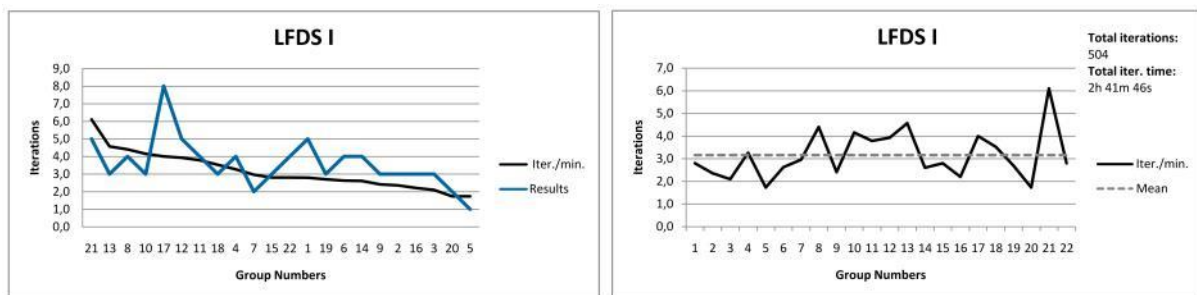 LFDS I
9,0
8,0
7,0
6,0
5,0
4,0
3,0
2,0
1,0
0,0
Iterations
21 13 8 10 17 12 11 18 4 7 15 22 1 19 6 14 9 2 16 3 20 5
Group Numbers
Iter./min.
Results
LFDS I
Total iterations:
504
Total iter. time:
2h 41m 46s
7,0
6,0
5,0
4,0
3,0
2,0
1,0
0,0
Iterations
1 2 3 4 5 6 7 8 9 10 11 12 13 14 15 16 17 18 19 20 21 22
Group Numbers
Iter./min.
Mean